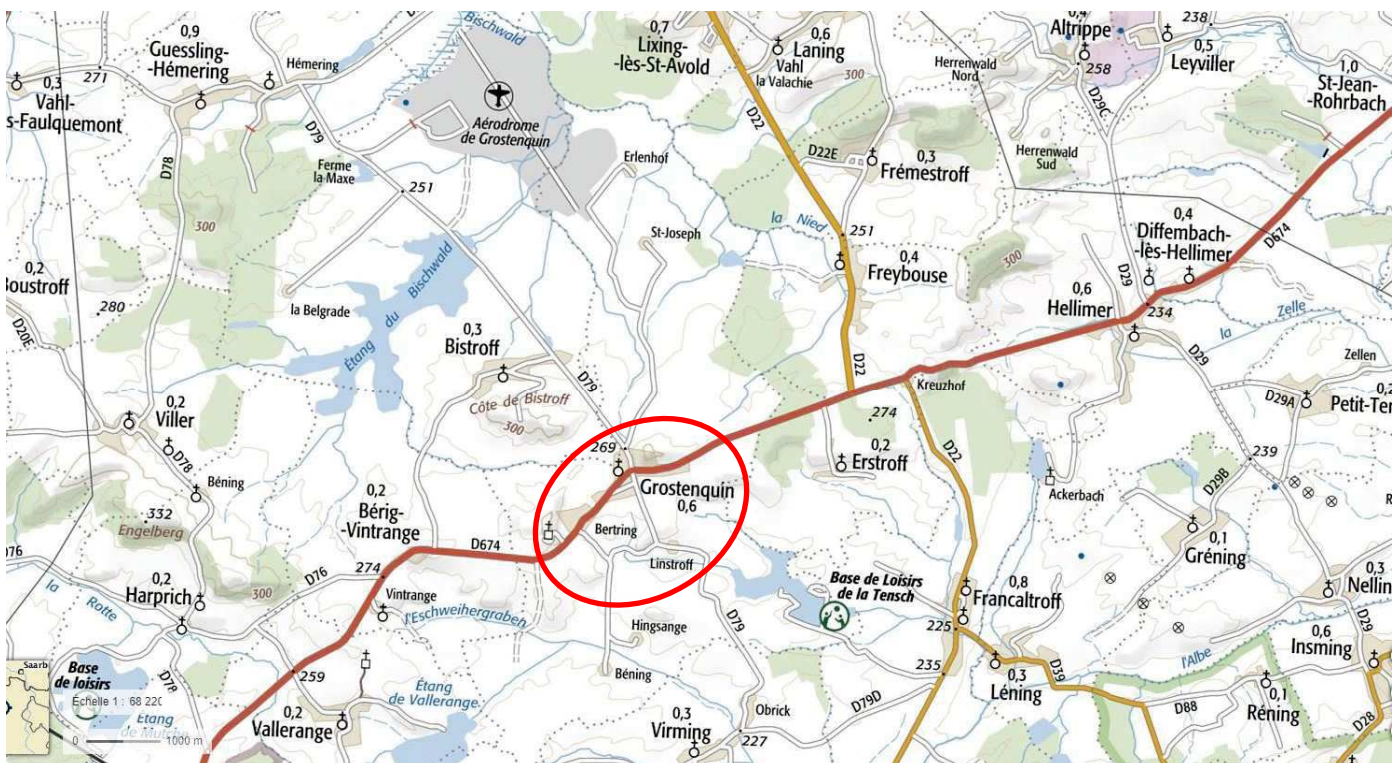 0,9
Guessling-
-Hémering
Hémering
271
0,3
Vahl-
s-Faulquemont
D78
D79
Bischwald
Aérodrome
de Grostenquin
Ferme
la Maxe
251
Erlenhof
St-Joseph
0,7
Lixing-
-lès-St-Avold
0,6
Laning
Vahl
la Valachie
300
D22
D22E
0,3
Frémestroff
la Nied
251
0,4
Freybouse
Herrenwald
Nord
Herrenwald
Sud
0,4
Altrippe
258
D29C
238
0,5
Leyviller
1,0
St-Jean-
-Rohrbach
0,4
Diffembach-
-lès-Hellimer
D674
D29
300
0,6
Hellimer
234
la Zelle
D29
Zellen
D29A
0,2
Petit-Ten
239
300
0,2
Boustroff
280
D20E
la Belgrade
Étang du Bischwald
0,3
Bistroff
D79
Côte de Bistroff
300
269
D22
Kreuzhof
274
0,2
Erstroff
D22
Ackerbach
D29B
0,1
Gréning
0,2
Viller
D78
Béning
332
Engelberg
0,2
Bérig-
-Vintrange
D674
Grostenquin
0,6
Bertring
Linstroff
D76
la Rotte
0,2
Harprich
300
D76
274
Vintrange
l'Eschweihergraben
Hingsange
Béning
D79
Base de Loisirs
de la Tensch
0,8
Francaltroff
225
235
0,3
Léning
D39
l'Albe
0,3
Nellin
D29
0,6
Insming
0,1
Réning
D88
D28
Saarb
Base
de loisirs
Échelle 1 : 68 220
0 1000 m
Étang
de Mutche
D78
259
0,2
Vallerange
Étang
de Vallerange
0,3
Virming
Obrick
227
D79D